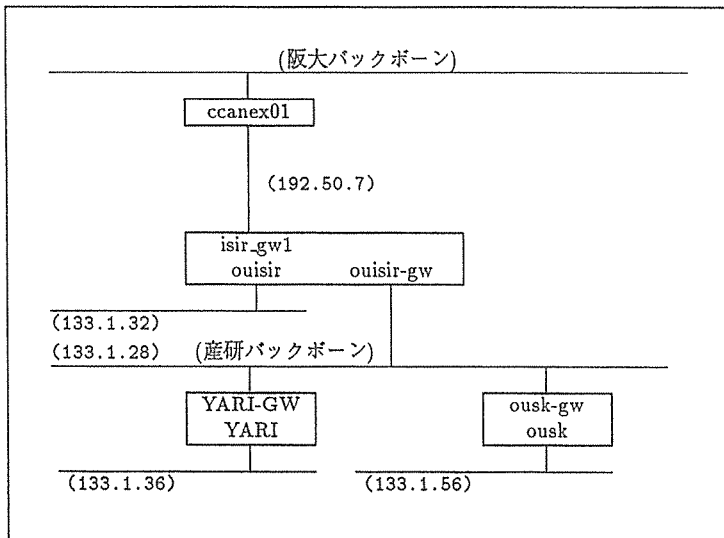 (阪大バックボーン)
ccanex01
(192.50.7)
isir_gw1
ouisir ouisir-gw
(133.1.32)
(133.1.28) (産研バックボーン)
YARI-GW ousk-gw
YARI ousk
(133.1.36) (133.1.56)